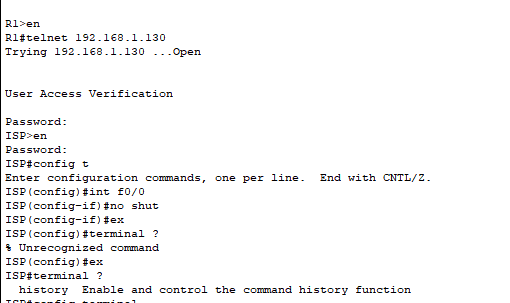 R1>en
R1#telnet 192.168.1.130
Trying 192.168.1.130 ...Open
User Access Verification
Password:
ISP>en
Password:
ISP#config t
Enter configuration commands, one per line.  End with CNTL/Z.
ISP(config)#int f0/0
ISP(config-if)#no shut
ISP(config-if)#ex
ISP(config)#terminal ?
% Unrecognized command
ISP(config)#ex
ISP#terminal ?
  history  Enable and control the command history function
ISP#config terminal